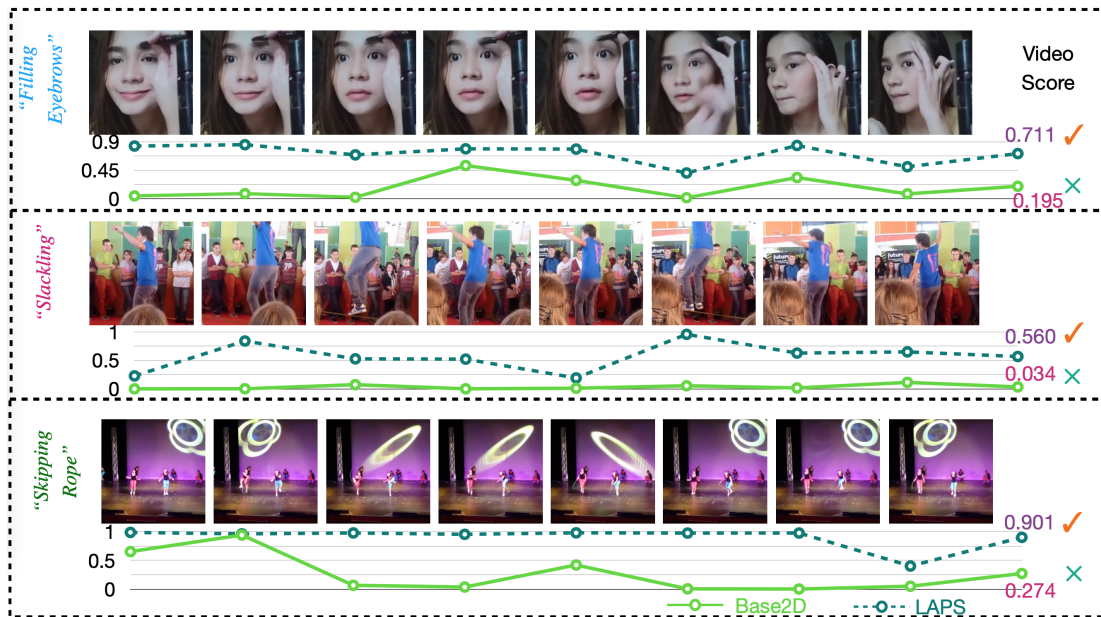 “Filling
Eyebrows”
Video
Score
0.9
0.45
0
0.711
✓
0.195
×
“Slackling”
1
0.5
0
0.560
✓
0.034
×
“Skipping
Rope”
1
0.5
0
0.901
✓
0.274
×
Base2D
LAPS